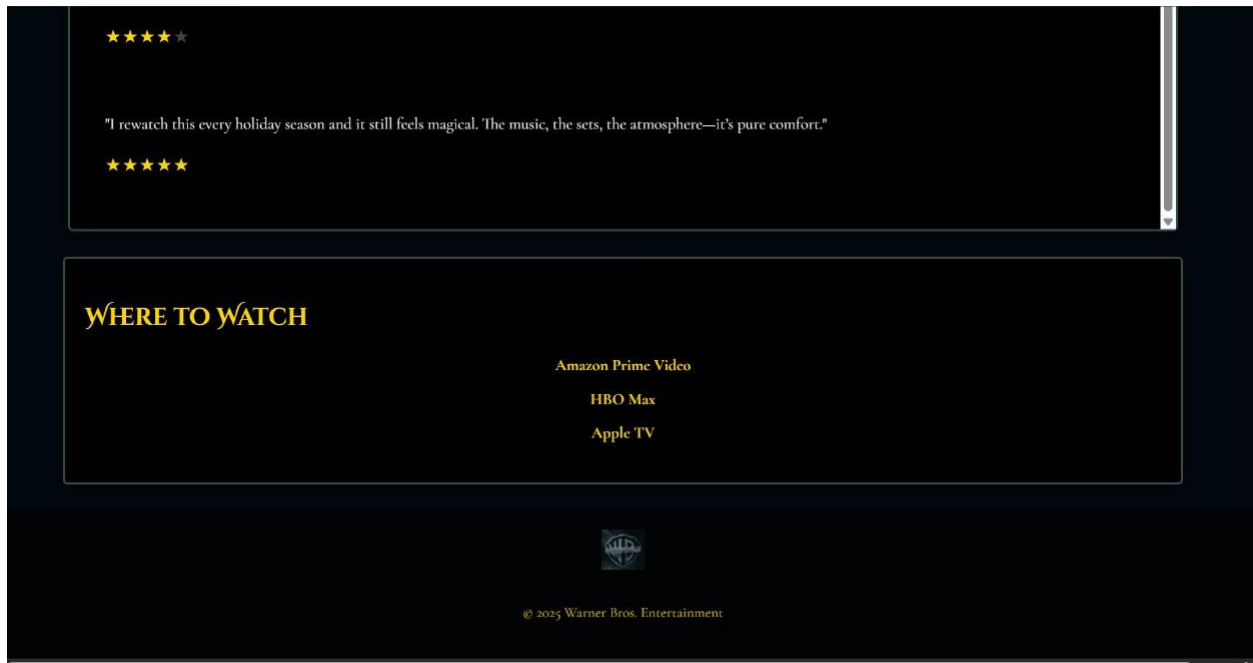 ★★★★★
"I rewatch this every holiday season and it still feels magical. The music, the sets, the atmosphere—it's pure comfort."
★★★★★
Where to Watch
Amazon Prime Video
HBO Max
Apple TV
WB
© 2025 Warner Bros. Entertainment